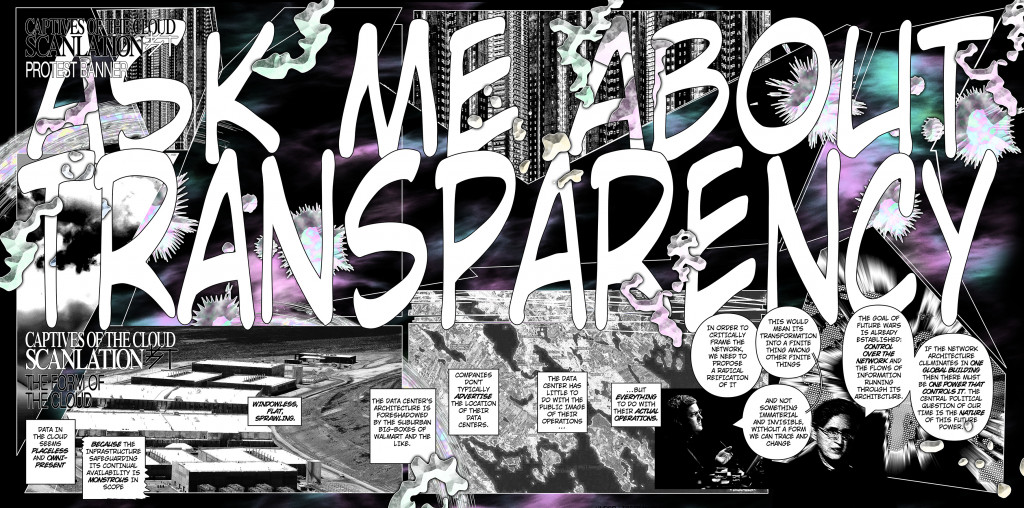 CAPTIVES OF THE CLOUD
SCANLATION
PROTEST BANNER
ASK ME ABOUT
TRANSPARENCY
CAPTIVES OF THE CLOUD
SCANLATION
THE FORM OF
THE CLOUD
DATA IN
THE CLOUD
SEEMS
PLACELESS
AND OMNI-
PRESENT
BECAUSE THE
INFRASTRUCTURE
SAFEGUARDING
ITS CONTINUAL
AVAILABILITY IS
MONSTROUS IN
SCOPE
WINDOWLESS,
FLAT,
SPRAWLING.
THE DATA CENTER'S
ARCHITECTURE IS
FORESHADOWED
BY THE SUBURBAN
BIG-BOXES OF
WALMART AND THE
LIKE.
COMPANIES
DON'T
TYPICALLY
ADVERTISE
THE LOCATION
OF THEIR
DATA
CENTERS.
THE DATA
CENTER HAS
LITTLE TO
DO WITH THE
PUBLIC IMAGE
OF THEIR
OPERATIONS
...
...BUT
EVERYTHING
TO DO WITH
THEIR ACTUAL
OPERATIONS.
IN ORDER TO
CRITICALLY
FRAME THE
NETWORK,
WE NEED TO
PROPOSE
A RADICAL
REIFICATION
OF IT
THIS WOULD
MEAN ITS
TRANSFORMATION
INTO A FINITE
THING AMONG
OTHER FINITE
THINGS
AND NOT
SOMETHING
IMMATERIAL
AND INVISIBLE,
WITHOUT A FORM
WE CAN TRACE AND
CHANGE
THE GOAL OF
FUTURE WARS
IS ALREADY
ESTABLISHED:
CONTROL
OVER THE
NETWORK AND
THE FLOWS OF
INFORMATION
RUNNING
THROUGH ITS
ARCHITECTURE.
IF THE NETWORK
ARCHITECTURE
CULMINATES IN ONE
GLOBAL BUILDING
THEN THERE MUST
BE ONE POWER THAT
CONTROLS IT. THE
CENTRAL POLITICAL
QUESTION OF OUR
TIME IS THE NATURE
OF THIS FUTURE
POWER.